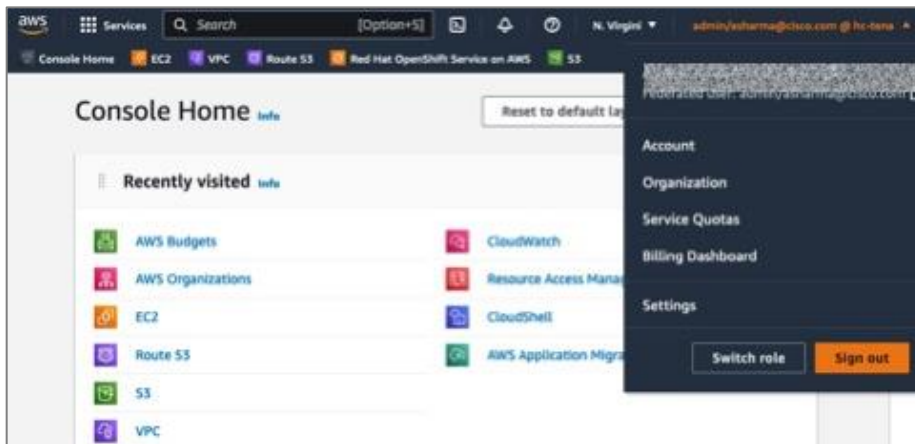 aws Services Search [Option+S] N. Virgini admin/asharma@cisco.com @ hc-tena
Console Home EC2 VPC Route 53 Red Hat OpenShift Service on AWS S3
Federated user: admin/asharma@cisco.com
Console Home Info
Reset to default la
Account
Recently visited Info
Organization
Service Quotas
AWS Budgets
CloudWatch
Billing Dashboard
AWS Organizations
Resource Access Mana
EC2
CloudShell
Settings
Route 53
AWS Application Migra
Switch role
Sign out
S3
VPC